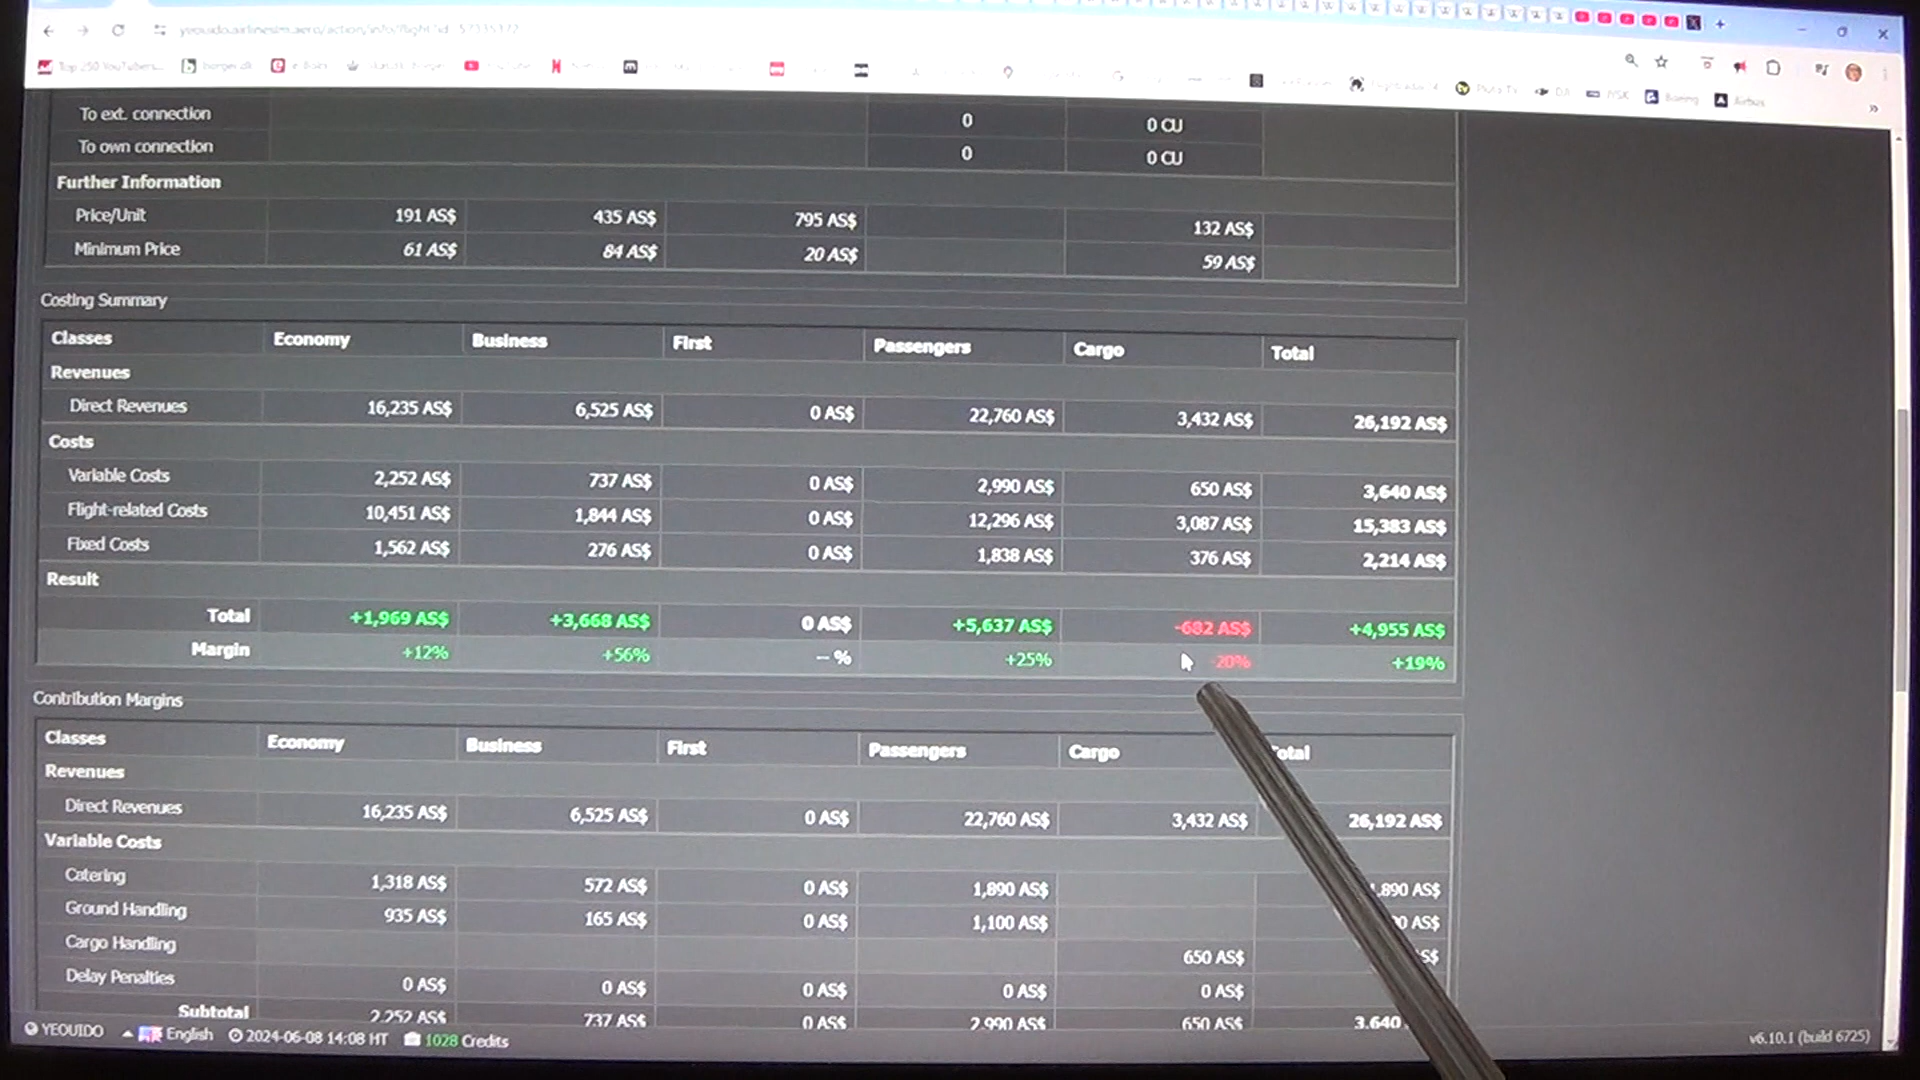 To ext. connection 0 0 CU
To own connection 0 0 CU
Further Information
Price/Unit 191 AS$ 435 AS$ 795 AS$ 132 AS$
Minimum Price 61 AS$ 84 AS$ 20 AS$ 59 AS$
Costing Summary
Classes Economy Business First Passengers Cargo Total
Revenues
Direct Revenues 16,235 AS$ 6,525 AS$ 0 AS$ 22,760 AS$ 3,432 AS$ 26,192 AS$
Costs
Variable Costs 2,252 AS$ 737 AS$ 0 AS$ 2,990 AS$ 650 AS$ 3,640 AS$
Flight-related Costs 10,451 AS$ 1,844 AS$ 0 AS$ 12,296 AS$ 3,087 AS$ 15,383 AS$
Fixed Costs 1,562 AS$ 276 AS$ 0 AS$ 1,838 AS$ 376 AS$ 2,214 AS$
Result
Total +1,969 AS$ +3,668 AS$ 0 AS$ +5,637 AS$ -682 AS$ +4,955 AS$
Margin +12% +56% -- % +25% -20% +19%
Contribution Margins
Classes Economy Business First Passengers Cargo Total
Revenues
Direct Revenues 16,235 AS$ 6,525 AS$ 0 AS$ 22,760 AS$ 3,432 AS$ 26,192 AS$
Variable Costs
Catering 1,318 AS$ 572 AS$ 0 AS$ 1,890 AS$ 1,890 AS$
Ground Handling 935 AS$ 165 AS$ 0 AS$ 1,100 AS$ AS$
Cargo Handling 650 AS$
Delay Penalties 0 AS$ 0 AS$ 0 AS$ 0 AS$ 0 AS$
Subtotal 2,252 AS$ 737 AS$ 0 AS$ 2,990 AS$ 650 AS$ 3,640
YEOUIDO English 2024-06-08 14:08 HT 1028 Credits v6.10.1 (build 6725)